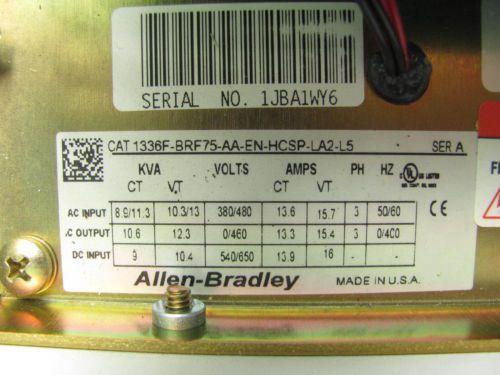 SERIAL NO. 1JBA1WY6
CAT 1336F-BRF75-AA-EN-HCSP-LA2-L5 SER A
KVA VOLTS AMPS PH HZ
CT VT CT VT
AC INPUT 8.9/11.3 10.3/13 380/480 13.6 15.7 3 50/60
C OUTPUT 10.6 12.3 0/460 13.3 15.4 3 0/400
DC INPUT 9 10.4 540/650 13.9 16 - -
UL LISTED
CE
Allen-Bradley MADE IN U.S.A.